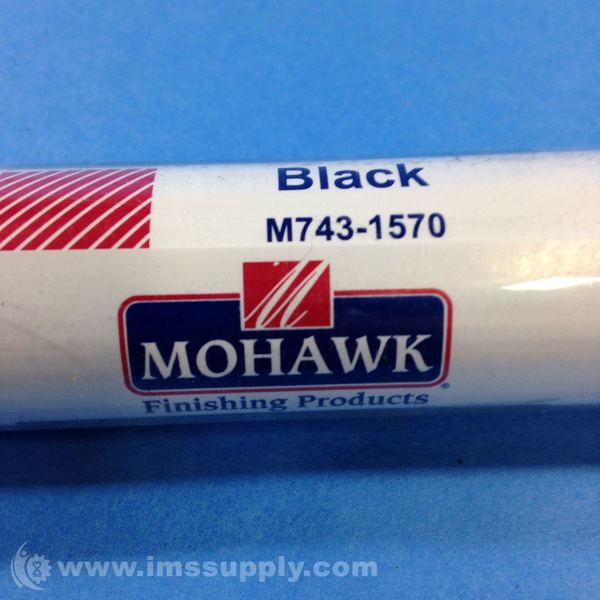 Black
M743-1570
M
MOHAWK®
Finishing Products
www.imssupply.com